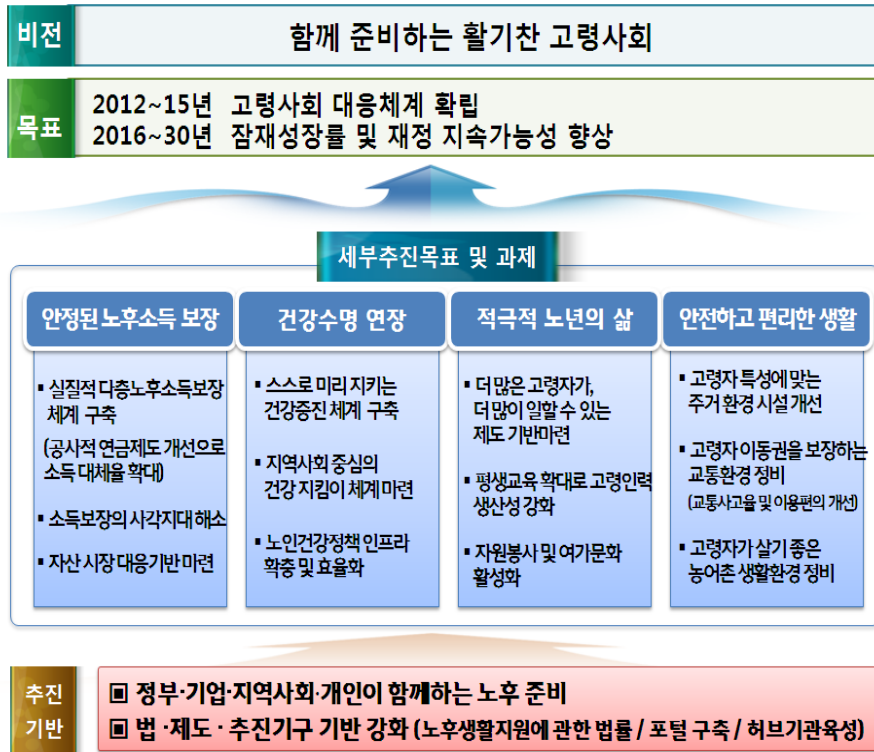 비전
함께 준비하는 활기찬 고령사회
목표
2012~15년 고령사회 대응체계 확립
2016~30년 잠재성장률 및 재정 지속가능성 향상
세부추진목표 및 과제
안정된 노후소득 보장
▪ 실질적 다층노후소득보장
체계 구축
(공사적 연금제도 개선으로
소득 대체율 확대)
▪ 소득보장의 사각지대 해소
▪ 자산 시장 대응기반 마련
건강수명 연장
▪ 스스로 미리 지키는
건강증진 체계 구축
▪ 지역사회 중심의
건강 지킴이 체계 마련
▪ 노인건강정책 인프라
확충 및 효율화
적극적 노년의 삶
▪ 더 많은 고령자가,
더 많이 일할 수 있는
제도 기반마련
▪ 평생교육 확대로 고령인력
생산성 강화
▪ 자원봉사 및 여가문화
활성화
안전하고 편리한 생활
▪ 고령자 특성에 맞는
주거 환경 시설 개선
▪ 고령자 이동권을 보장하는
교통환경 정비
(교통사고율 및 이용편의 개선)
▪ 고령자가 살기 좋은
농어촌 생활환경 정비
추진
기반
▣ 정부·기업·지역사회·개인이 함께하는 노후 준비
▣ 법 ·제도 · 추진기구 기반 강화 (노후생활지원에 관한 법률 / 포털 구축 / 허브기관육성)